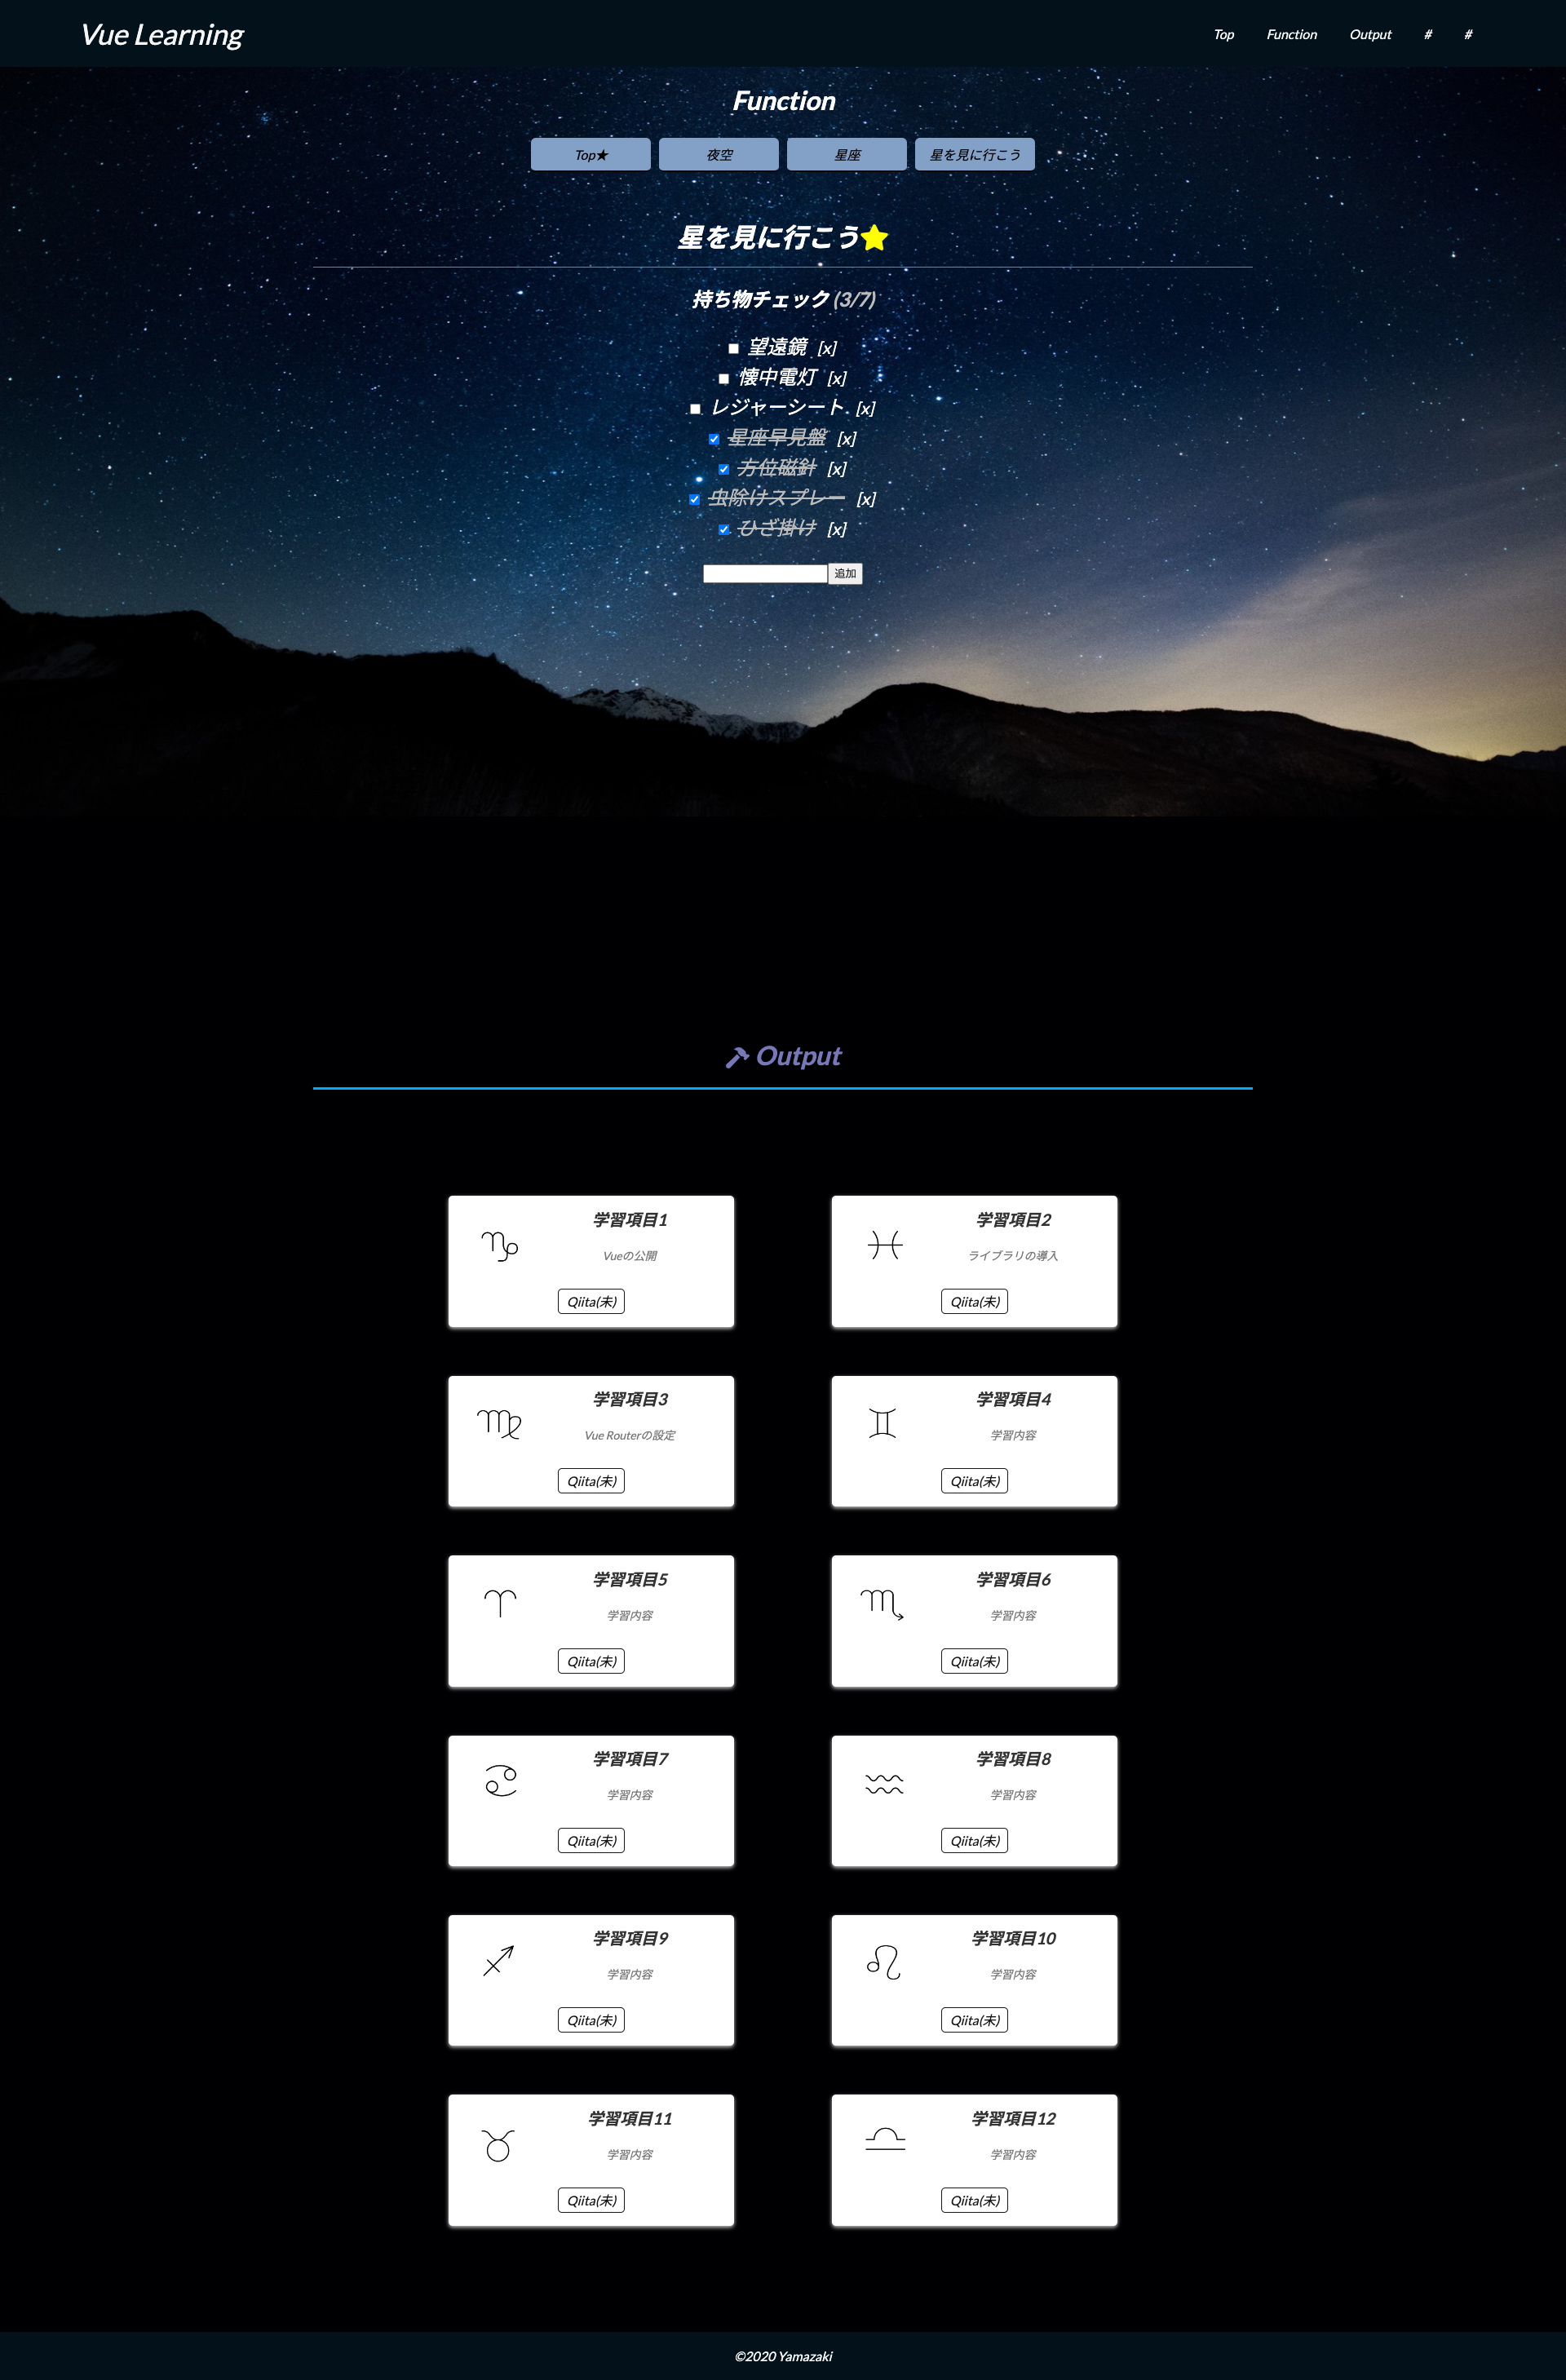 Vue Learning
Top Function Output # #
Function
Top★ 夜空 星座 星を見に行こう
星を見に行こう
持ち物チェック (3/7)
望遠鏡 [x]
懐中電灯 [x]
レジャーシート [x]
星座早見盤 [x]
方位磁針 [x]
虫除けスプレー [x]
ひざ掛け [x]
追加
Output
学習項目1
Vueの公開
Qiita(未)
学習項目2
ライブラリの導入
Qiita(未)
学習項目3
Vue Routerの設定
Qiita(未)
学習項目4
学習内容
Qiita(未)
学習項目5
学習内容
Qiita(未)
学習項目6
学習内容
Qiita(未)
学習項目7
学習内容
Qiita(未)
学習項目8
学習内容
Qiita(未)
学習項目9
学習内容
Qiita(未)
学習項目10
学習内容
Qiita(未)
学習項目11
学習内容
Qiita(未)
学習項目12
学習内容
Qiita(未)
©2020 Yamazaki